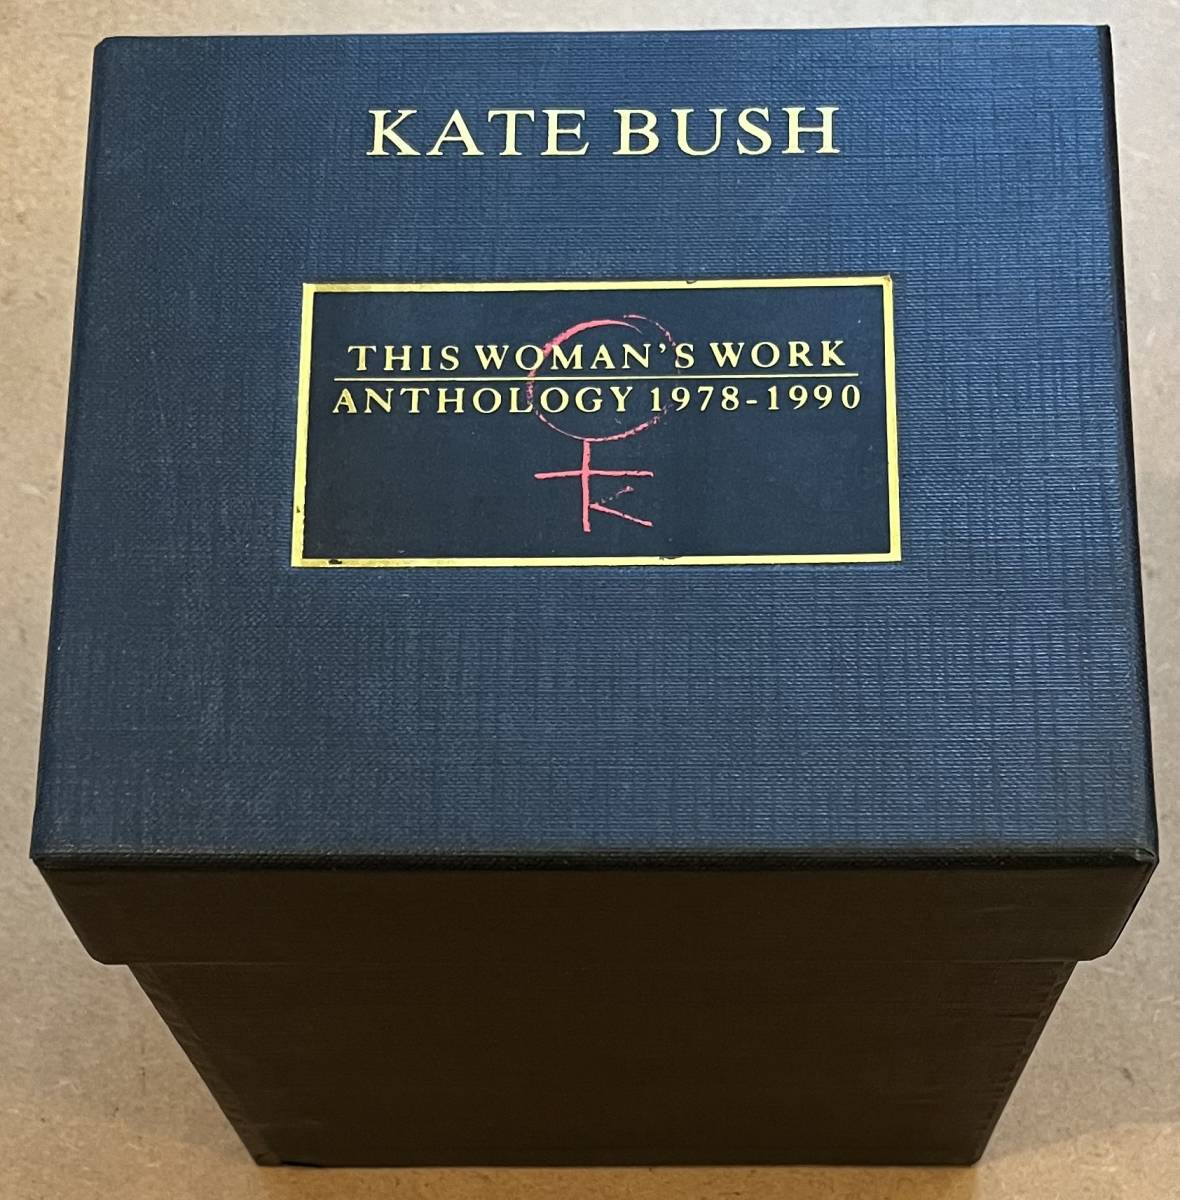 KATE BUSH
THIS WOMAN'S WORK
ANTHOLOGY 1978-1990
K